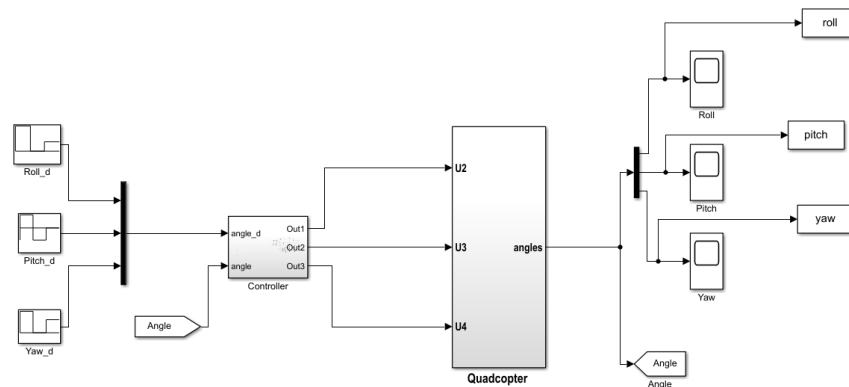 roll
Roll
pitch
Pitch
yaw
Yaw
Roll_d
Pitch_d
Yaw_d
angle_d
angle
Out1
Out2
Out3
Controller
Angle
U2
U3
U4
angles
Quadcopter
Angle
Angle